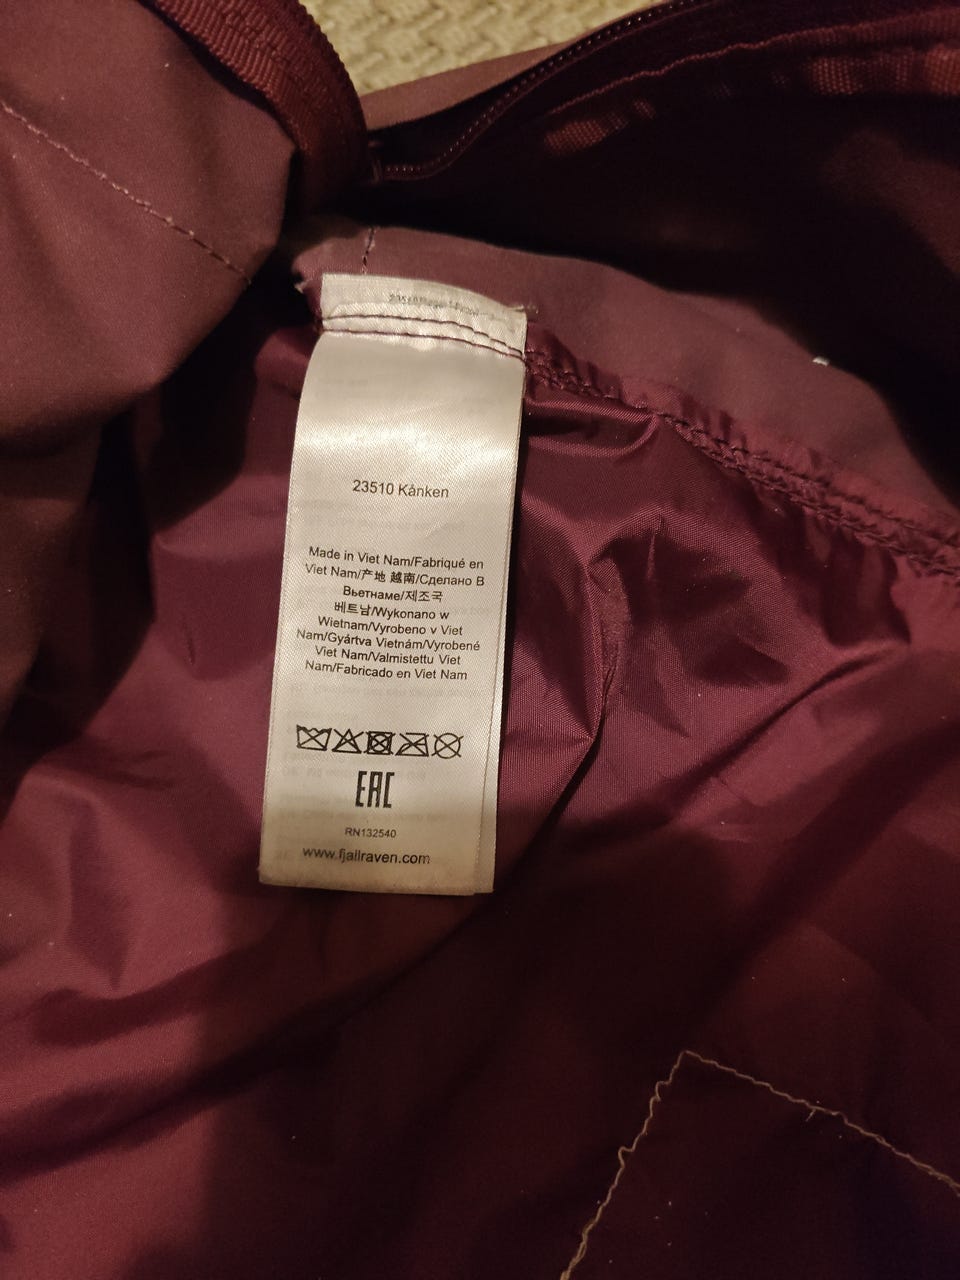 23510 Kånken
Made in Viet Nam/Fabriqué en
Viet Nam/产地 越南/Сделано В
Вьетнаме/제조국
베트남/Wykonano w
Wietnam/Vyrobeno v Viet
Nam/Gyártva Vietnám/Vyrobené
Viet Nam/Valmistettu Viet
Nam/Fabricado en Viet Nam
EAC
RN132540
www.fjallraven.com